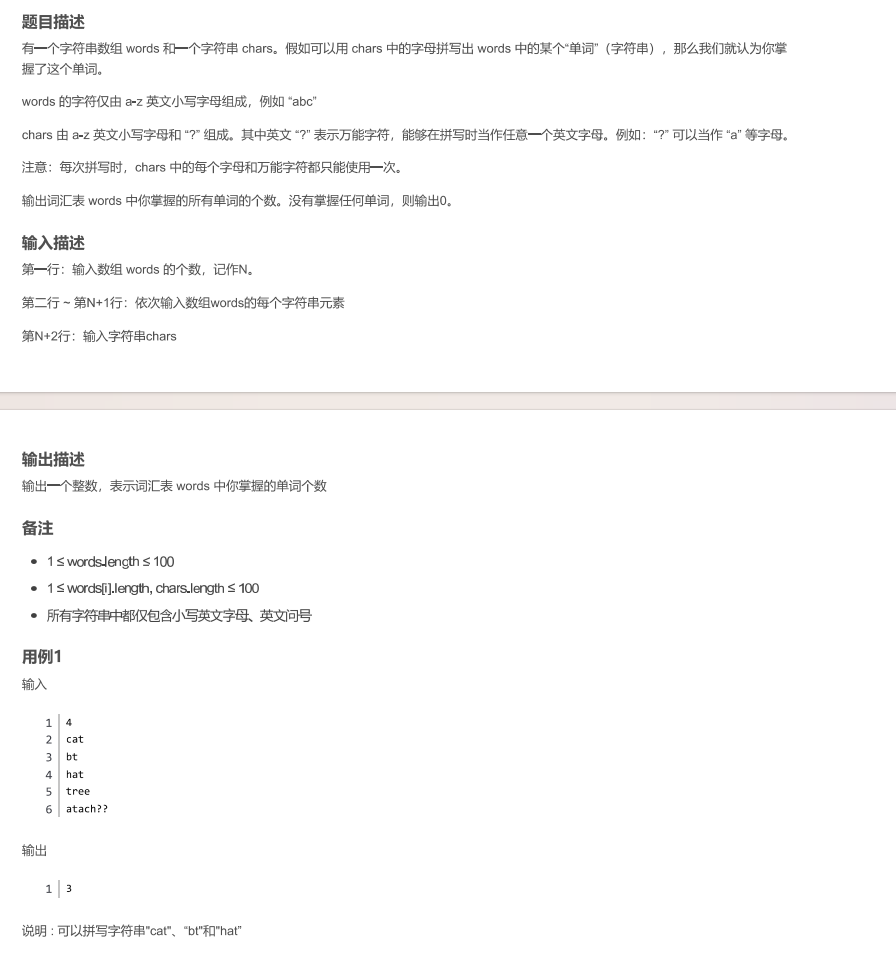 题目描述
有一个字符串数组 words 和一个字符串 chars。假如可以用 chars 中的字母拼写出 words 中的某个“单词”（字符串），那么我们就认为你掌
握了这个单词。
words 的字符仅由 a-z 英文小写字母组成，例如 “abc”
chars 由 a-z 英文小写字母和 “?” 组成。其中英文 “?” 表示万能字符，能够在拼写时当作任意一个英文字母。例如：“?” 可以当作 “a” 等字母。
注意：每次拼写时，chars 中的每个字母和万能字符都只能使用一次。
输出词汇表 words 中你掌握的所有单词的个数。没有掌握任何单词，则输出0。
输入描述
第一行：输入数组 words 的个数，记作N。
第二行 ~ 第N+1行：依次输入数组words的每个字符串元素
第N+2行：输入字符串chars
输出描述
输出一个整数，表示词汇表 words 中你掌握的单词个数
备注
• 1 ≤ words.length ≤ 100
• 1 ≤ words[i].length, chars.length ≤ 100
• 所有字符串中都仅包含小写英文字母、英文问号
用例1
输入
1 4
2 cat
3 bt
4 hat
5 tree
6 atach??
输出
1 3
说明 : 可以拼写字符串"cat"、“bt"和"hat”